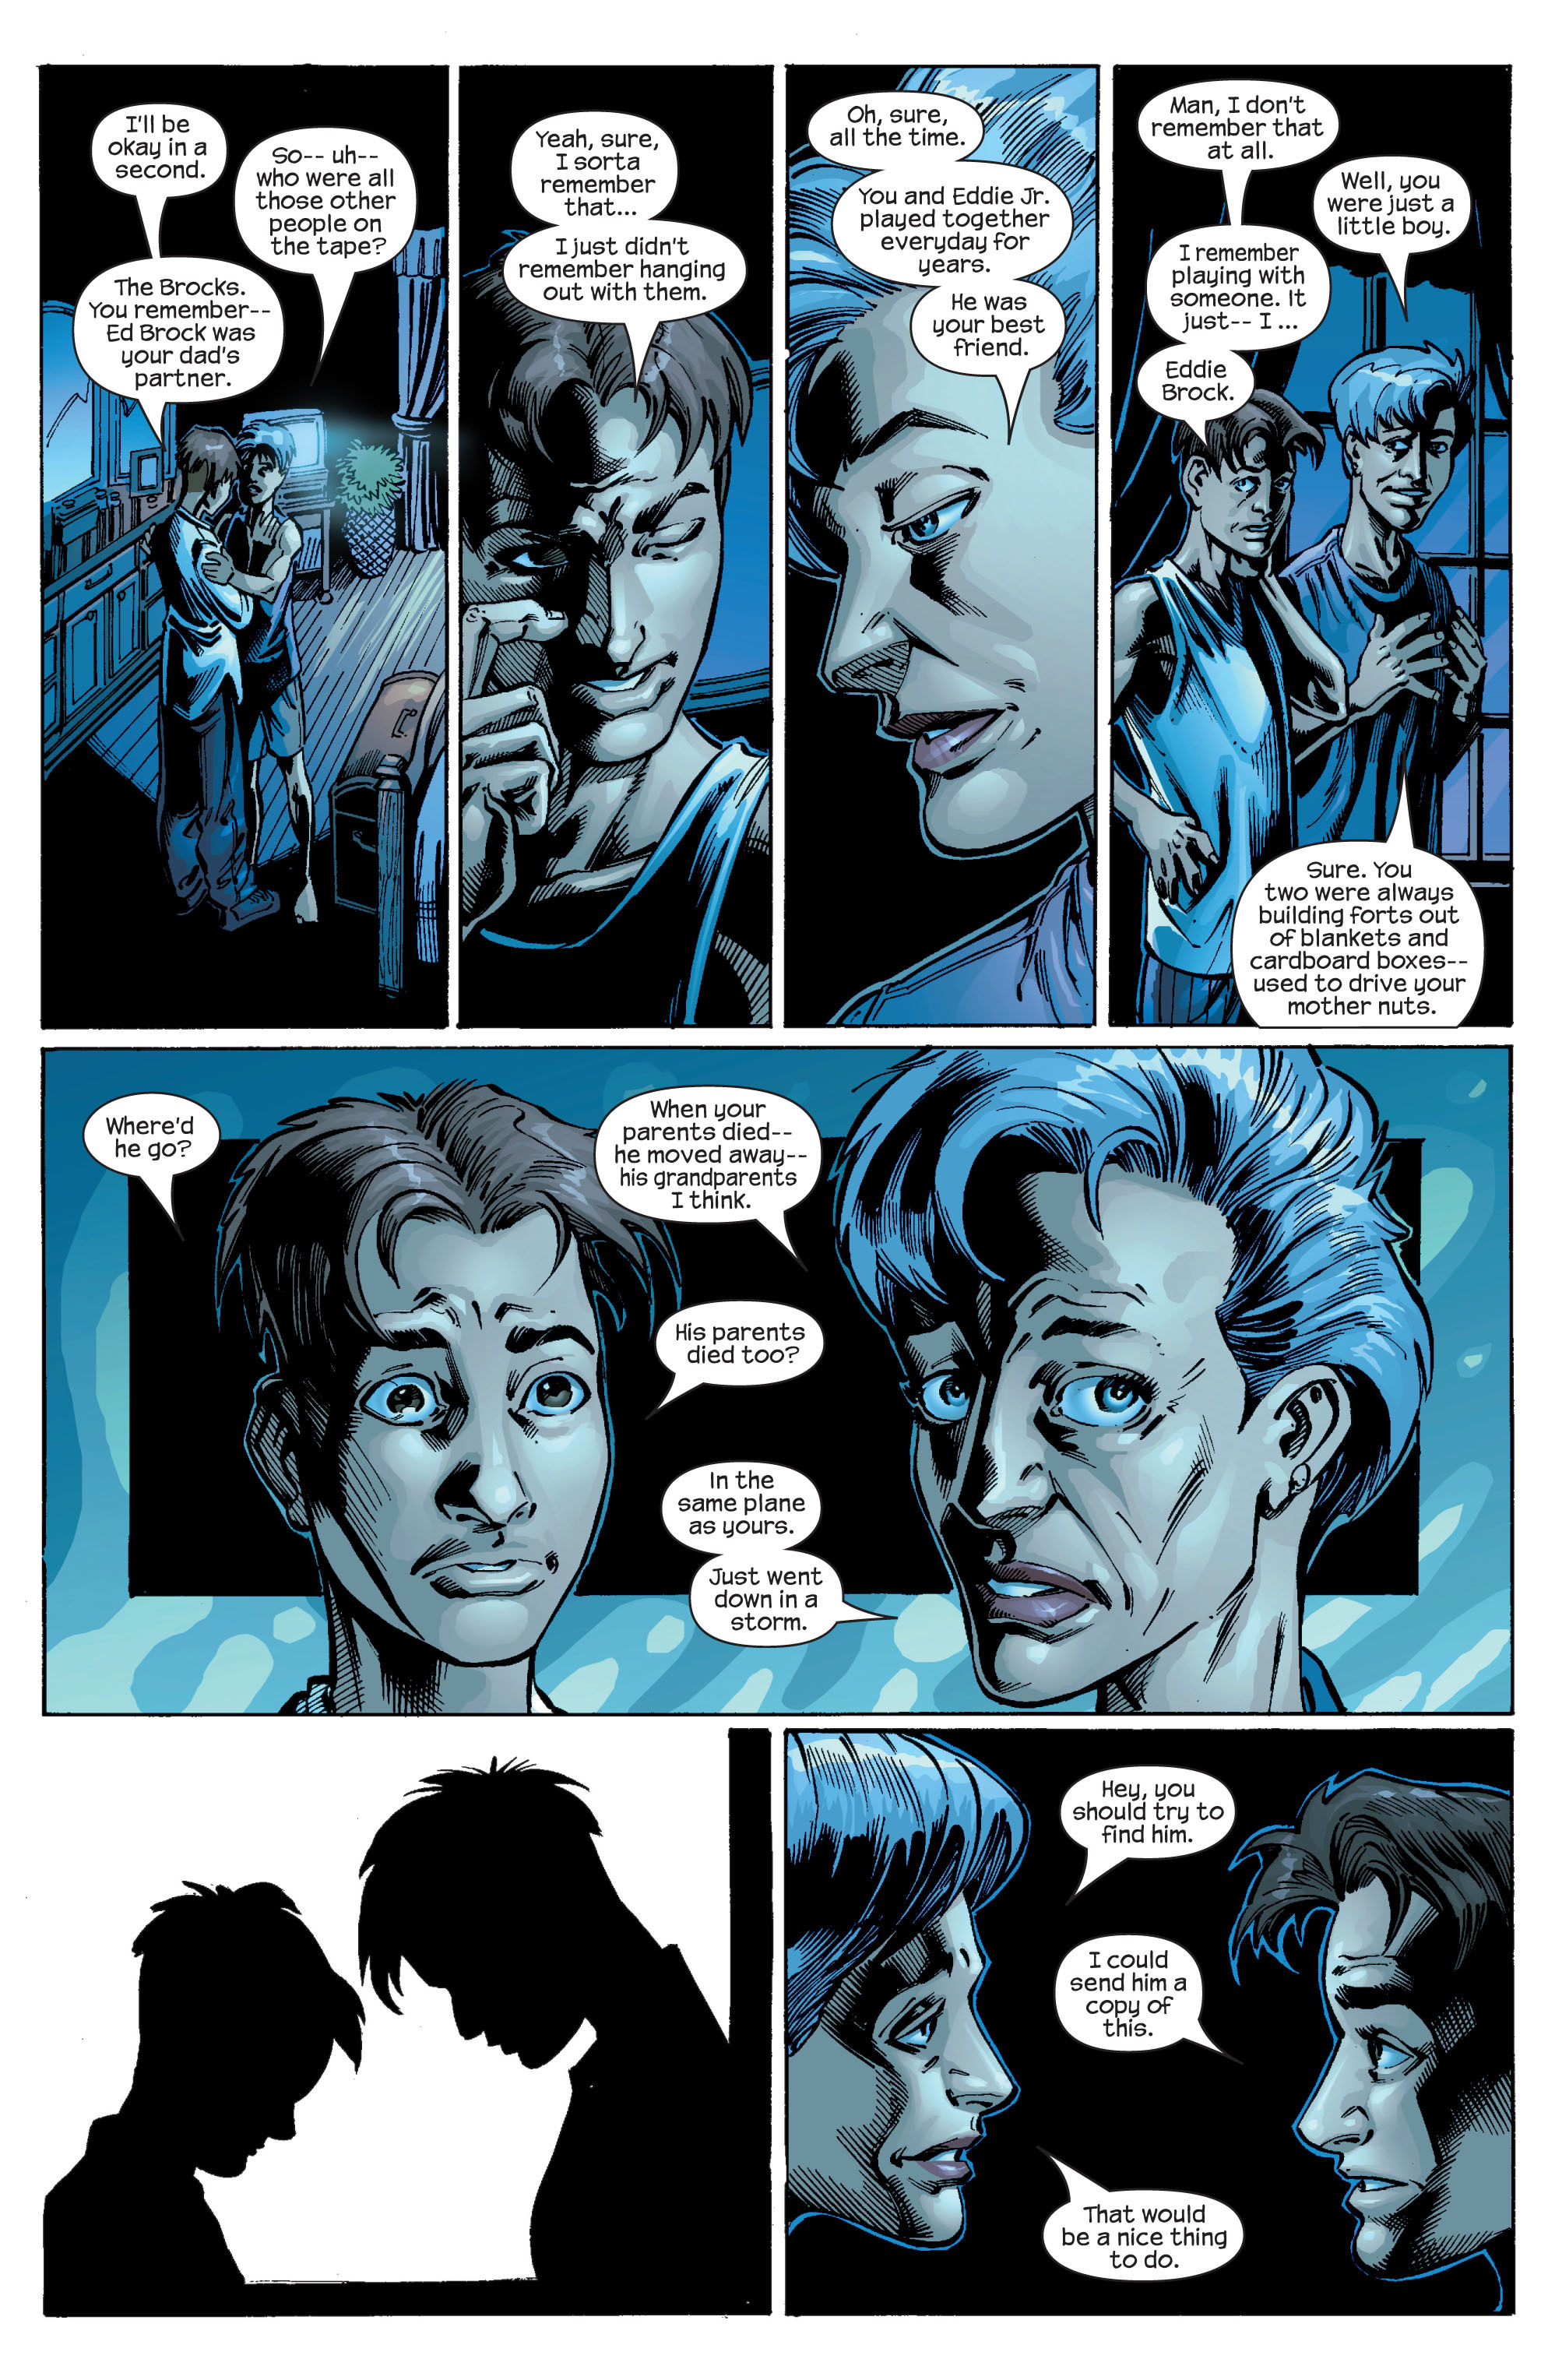 I'll be
okay in a
second.
The Brocks.
You remember--
Ed Brock was
your dad's
partner.
So-- uh--
who were all
those other
people on
the tape?
Yeah, sure,
I sorta
remember
that...
I just didn't
remember hanging
out with them.
Oh, sure,
all the time.
You and Eddie Jr.
played together
everyday for
years.
He was
your best
friend.
Man, I don't
remember that
at all.
Well, you
were just a
little boy.
I remember
playing with
someone. It
just-- I ...
Eddie
Brock.
Sure. You
two were always
building forts out
of blankets and
cardboard boxes--
used to drive your
mother nuts.
Where'd
he go?
When your
parents died--
he moved away--
his grandparents
I think.
His parents
died too?
In the
same plane
as yours.
Just went
down in a
storm.
Hey, you
should try to
find him.
I could
send him a
copy of
this.
That would
be a nice thing
to do.